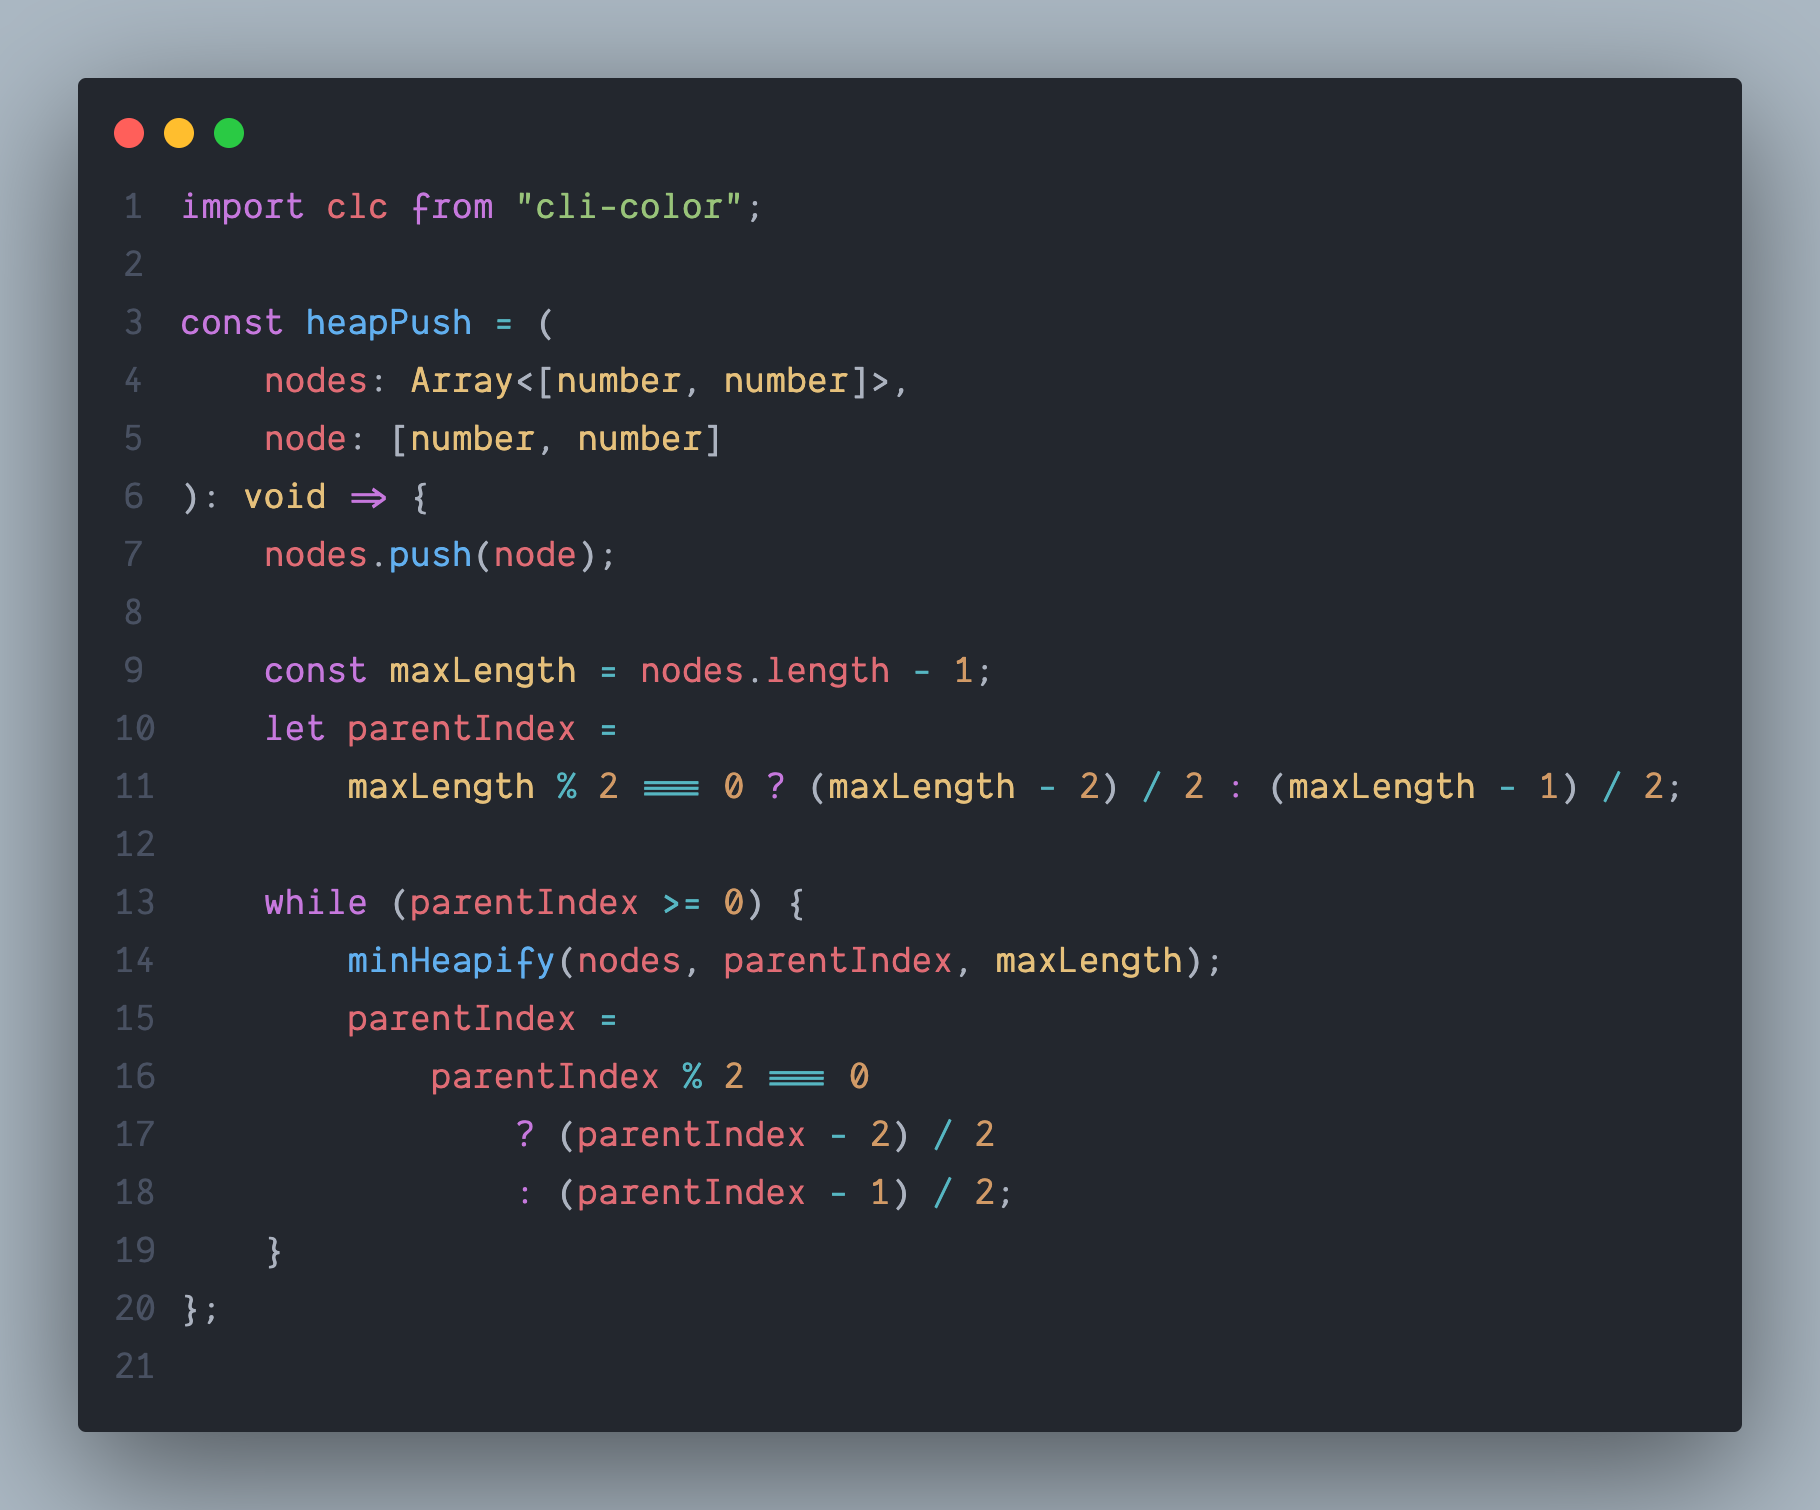 1 import clc from "cli-color";
2
3 const heapPush = (
4     nodes: Array<[number, number]>,
5     node: [number, number]
6 ): void => {
7     nodes.push(node);
8
9     const maxLength = nodes.length - 1;
10     let parentIndex =
11         maxLength % 2 === 0 ? (maxLength - 2) / 2 : (maxLength - 1) / 2;
12
13     while (parentIndex >= 0) {
14         minHeapify(nodes, parentIndex, maxLength);
15         parentIndex =
16             parentIndex % 2 === 0
17                 ? (parentIndex - 2) / 2
18                 : (parentIndex - 1) / 2;
19     }
20 };
21